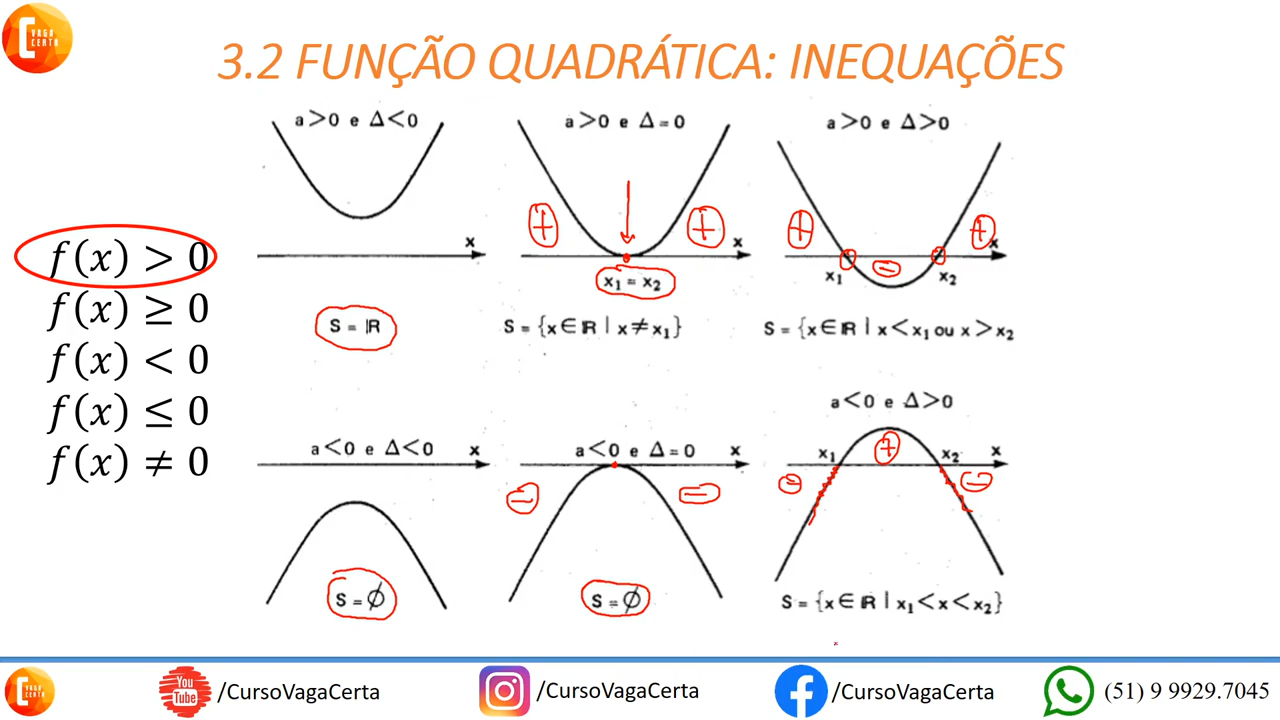 VAGA
CERTA
3.2 FUNÇÃO QUADRÁTICA: INEQUAÇÕES
f(x) > 0
f(x) ≥ 0
f(x) < 0
f(x) ≤ 0
f(x) ≠ 0
a>0 e Δ<0
x
S = ℝ
a>0 e Δ=0
+
+
x
x₁ = x₂
S = {x∈ℝ | x≠x₁}
a>0 e Δ>0
+
+
−
x
x₁
x₂
S = {x∈ℝ | x<x₁ ou x>x₂
a<0 e Δ<0
x
S = ∅
a<0 e Δ=0
x
−
−
S = ∅
a<0 e Δ>0
x₁
+
x₂
x
−
−
S = {x∈ℝ | x₁<x<x₂}
VAGA
CERTA
You
Tube
/CursoVagaCerta
/CursoVagaCerta
/CursoVagaCerta
(51) 9 9929.7045